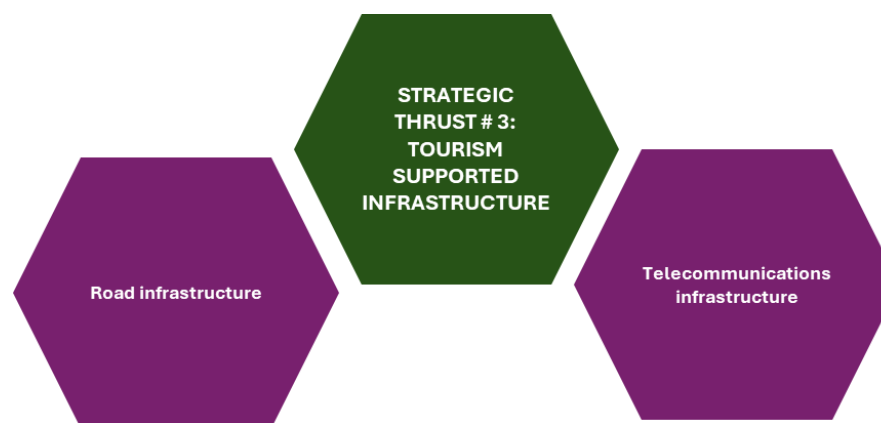 STRATEGIC
THRUST # 3:
TOURISM
SUPPORTED
INFRASTRUCTURE
Road infrastructure
Telecommunications
infrastructure